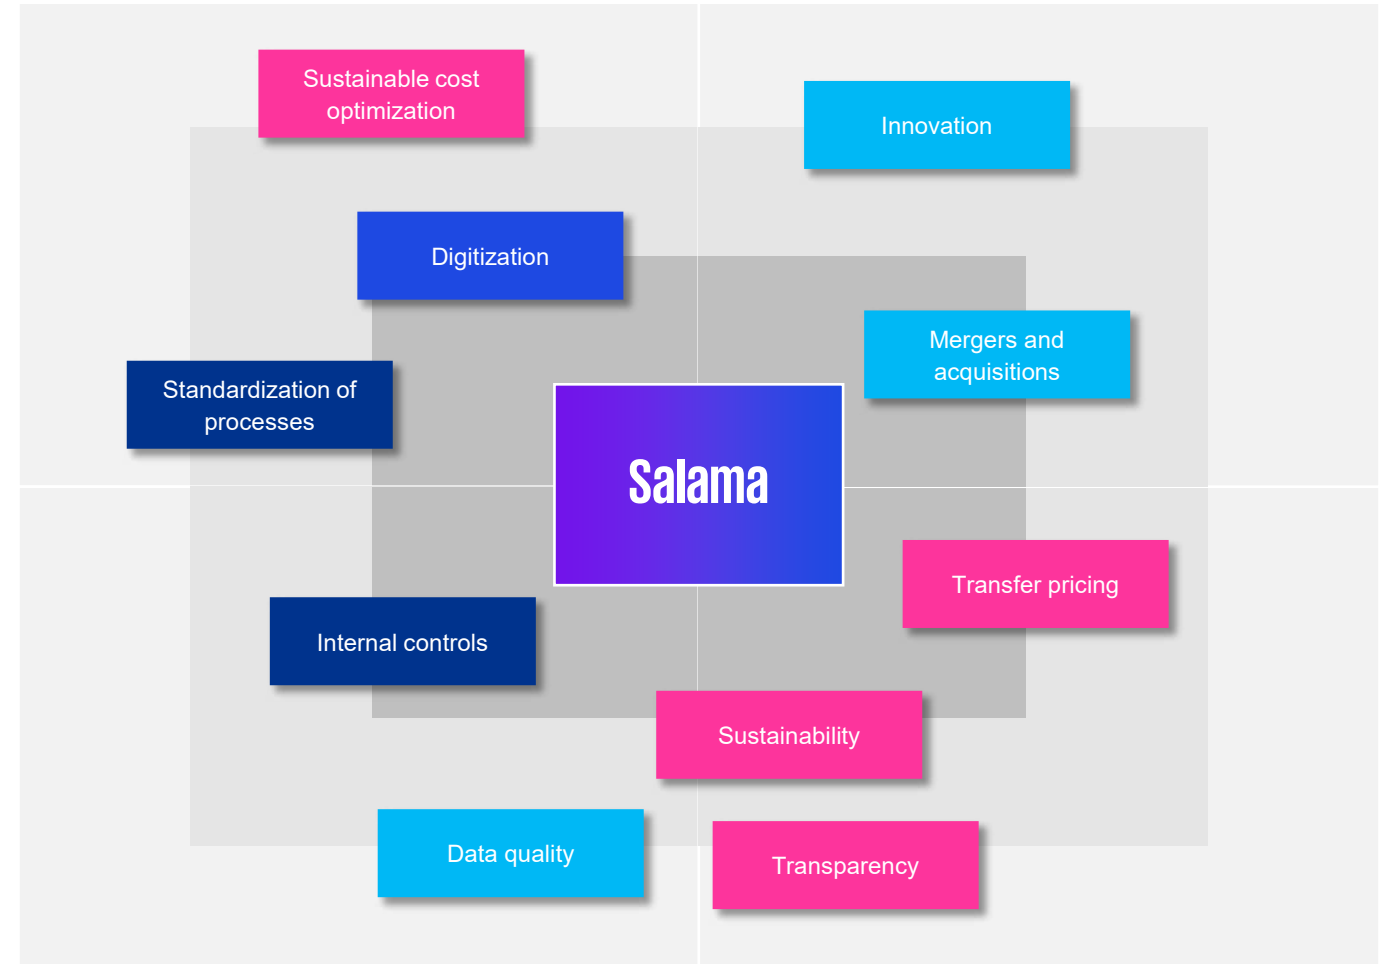 Sustainable cost
optimization
Innovation
Digitization
Mergers and
acquisitions
Standardization of
processes
Salama
Transfer pricing
Internal controls
Sustainability
Data quality
Transparency